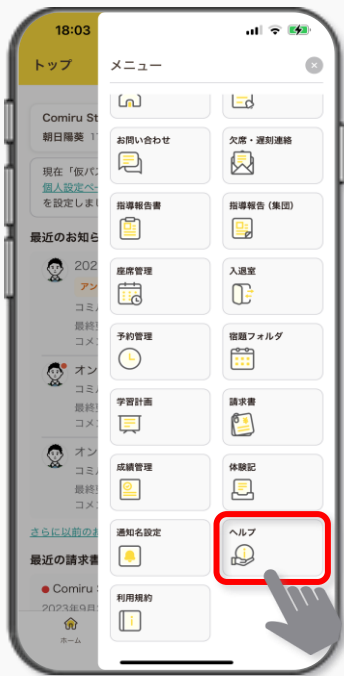 18:03
トップ
メニュー
Comiru St
朝日陽英
お問い合わせ
欠席・遅刻連絡
現在「仮パ
個人設定ペー
を設定しまし
指導報告書
指導報告 (集団)
最近のお知ら
座席管理
入退室
202
アン
コミル
最終更
コメン
予約管理
宿題フォルダ
オン
コミ
最終更
コメ
学習計画
請求書
オン
コミ
最終更
コメ
成績管理
体験記
さらに以前のお
通知名設定
ヘルプ
最近の請求書
Comiru
2023年9月
利用規約
ホーム